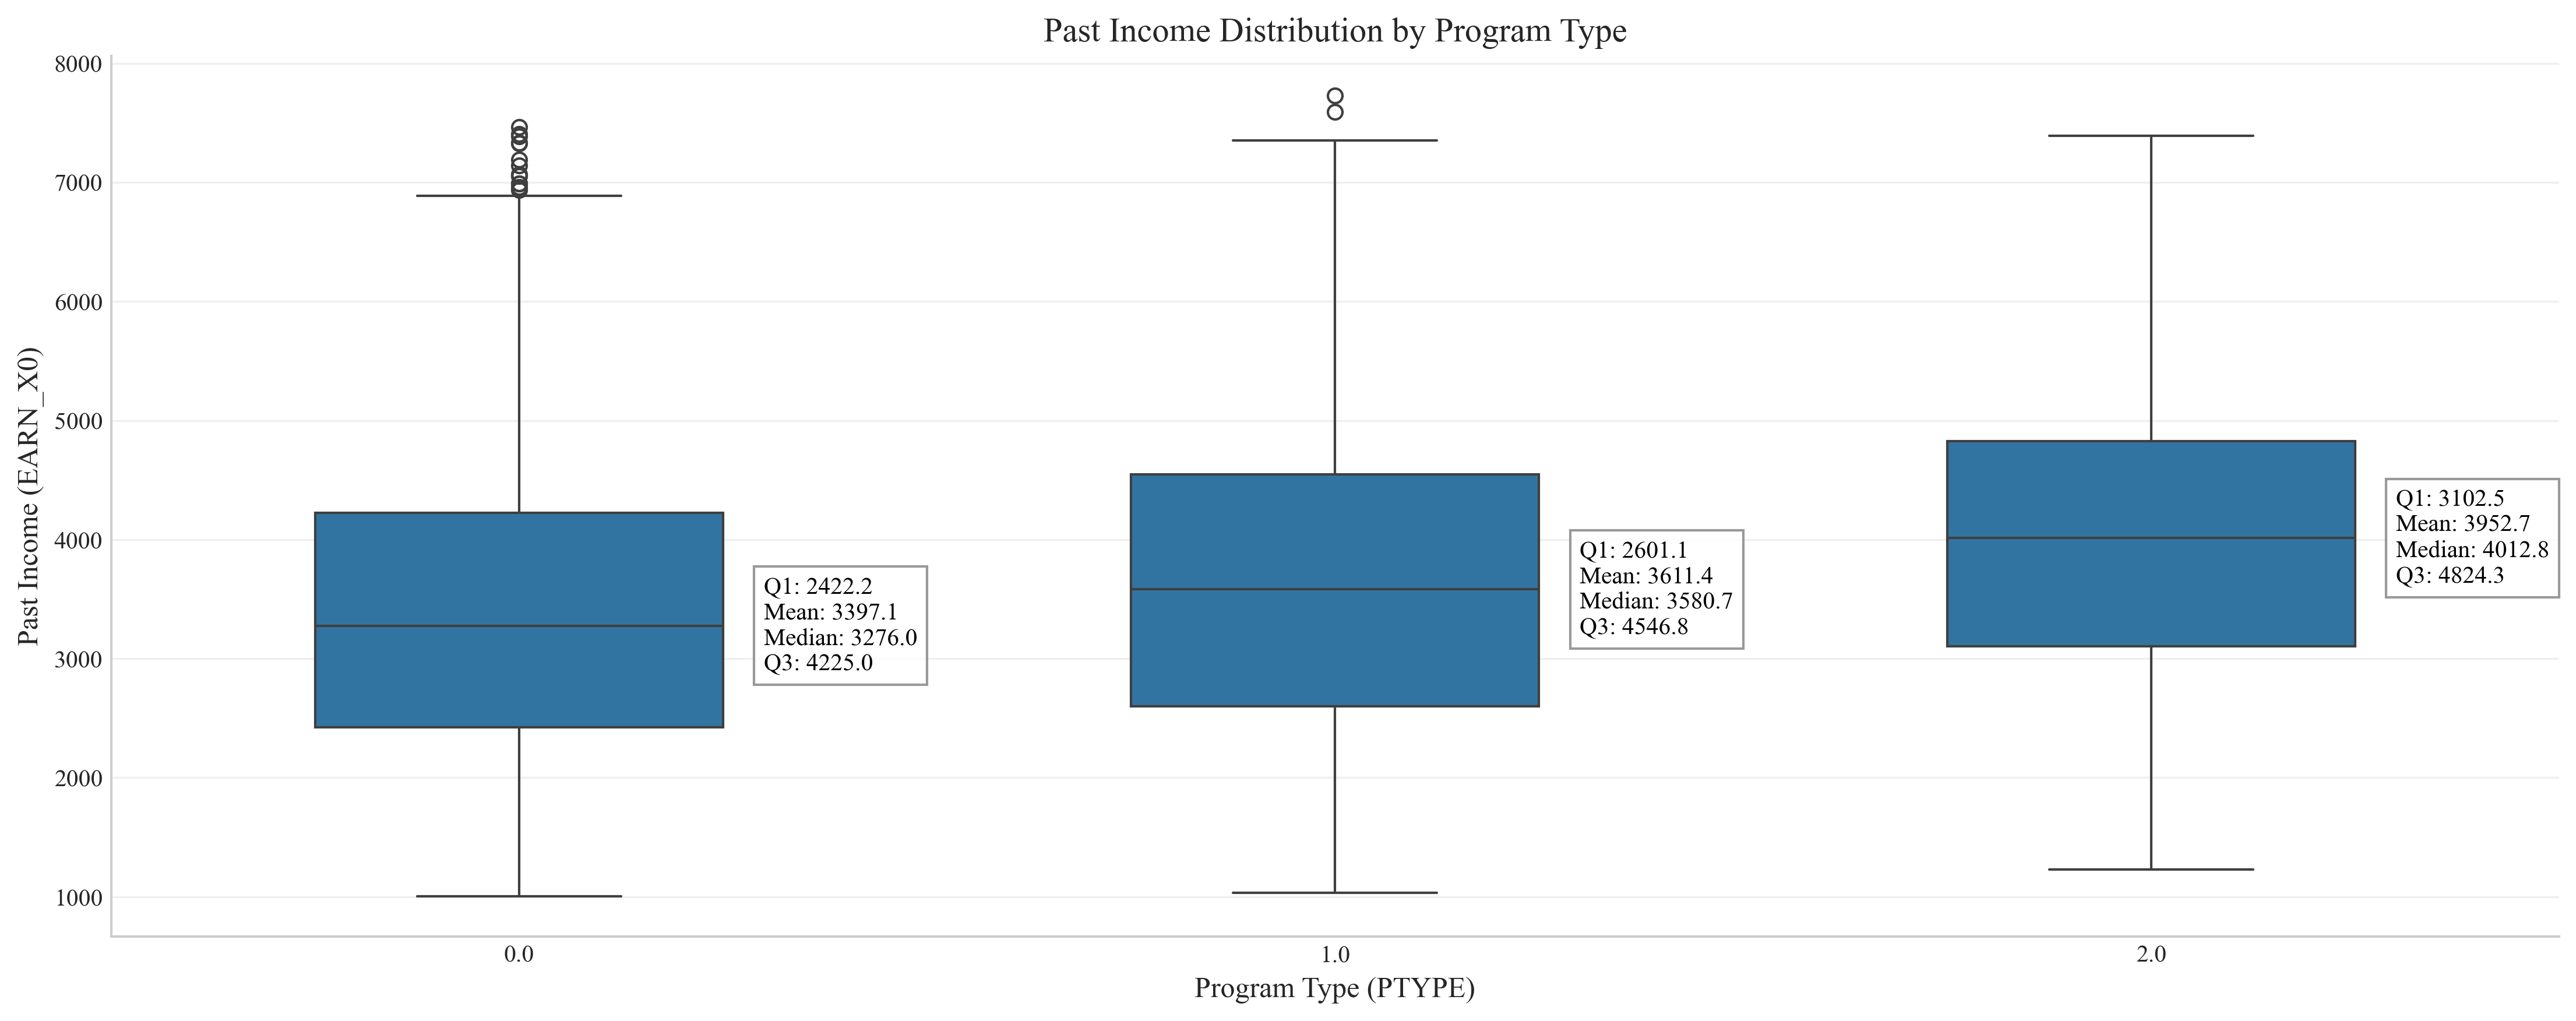 Past Income Distribution by Program Type
8000
7000
6000
5000
4000
3000
2000
1000
Past Income (EARN_X0)
Q1: 2422.2
Mean: 3397.1
Median: 3276.0
Q3: 4225.0
Q1: 2601.1
Mean: 3611.4
Median: 3580.7
Q3: 4546.8
Q1: 3102.5
Mean: 3952.7
Median: 4012.8
Q3: 4824.3
0.0
1.0
2.0
Program Type (PTYPE)